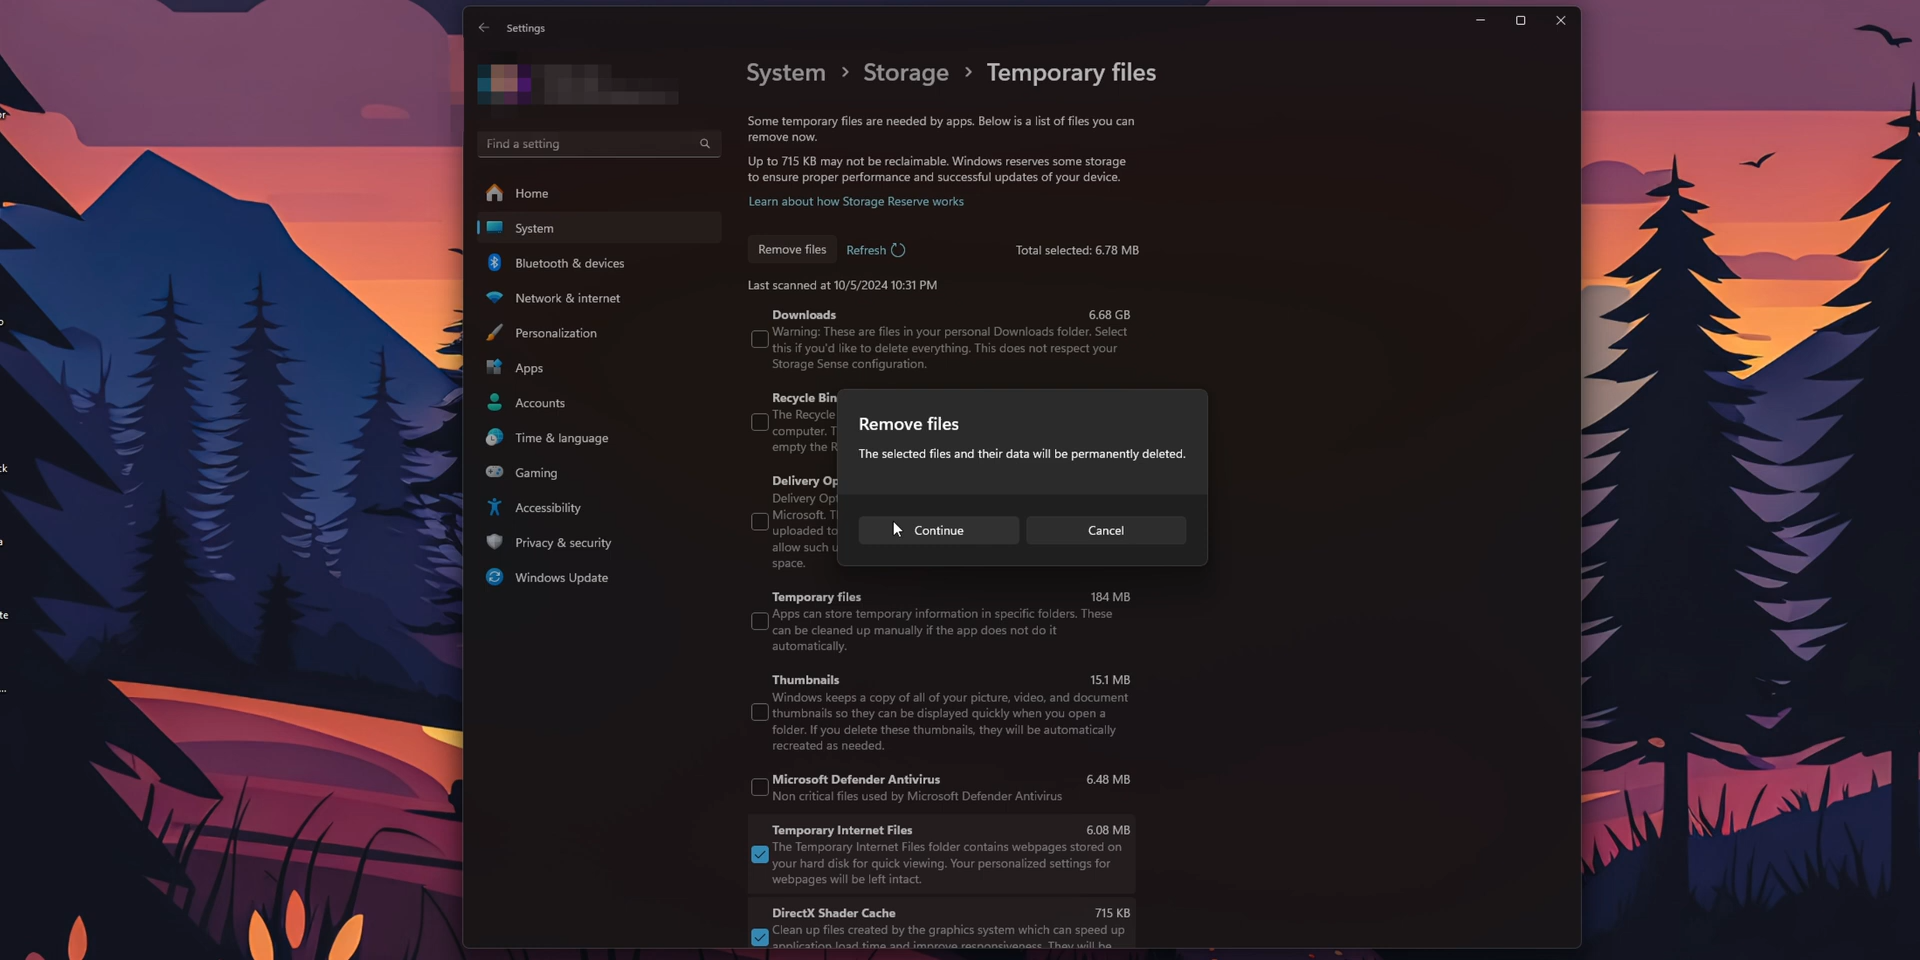 Settings
System > Storage > Temporary files
Some temporary files are needed by apps. Below is a list of files you can
remove now.
Up to 715 KB may not be reclaimable. Windows reserves some storage
to ensure proper performance and successful updates of your device.
Learn about how Storage Reserve works
Remove files
Refresh
Total selected: 6.78 MB
Last scanned at 10/5/2024 10:31 PM
Find a setting
Home
System
Bluetooth & devices
Network & internet
Personalization
Apps
Accounts
Time & language
Gaming
Accessibility
Privacy & security
Windows Update
Downloads 6.68 GB
Warning: These are files in your personal Downloads folder. Select
this if you'd like to delete everything. This does not respect your
Storage Sense configuration.
Recycle Bin
The Recycle
computer. T
empty the R
Delivery Op
Delivery Opt
Microsoft. T
uploaded to
allow such u
space.
Remove files
The selected files and their data will be permanently deleted.
Continue
Cancel
Temporary files 184 MB
Apps can store temporary information in specific folders. These
can be cleaned up manually if the app does not do it
automatically.
Thumbnails 15.1 MB
Windows keeps a copy of all of your picture, video, and document
thumbnails so they can be displayed quickly when you open a
folder. If you delete these thumbnails, they will be automatically
recreated as needed.
Microsoft Defender Antivirus 6.48 MB
Non critical files used by Microsoft Defender Antivirus
Temporary Internet Files 6.08 MB
The Temporary Internet Files folder contains webpages stored on
your hard disk for quick viewing. Your personalized settings for
webpages will be left intact.
DirectX Shader Cache 715 KB
Clean up files created by the graphics system which can speed up
application load time and improve responsiveness. They will be